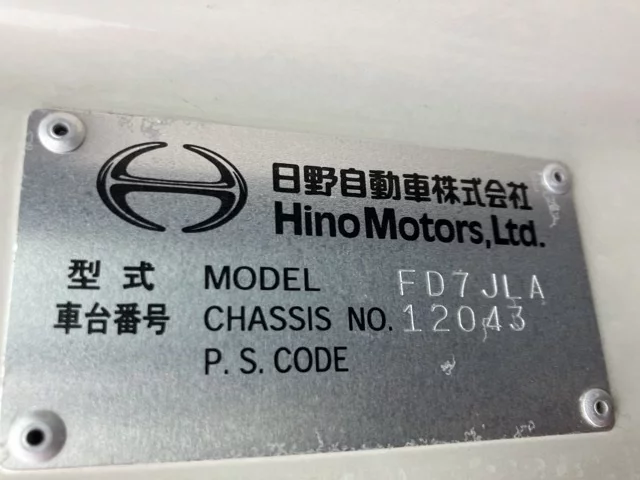 日野自動車株式会社
Hino Motors, Ltd.
型式 MODEL FD7JLA
車台番号 CHASSIS NO. 12043
P. S. CODE